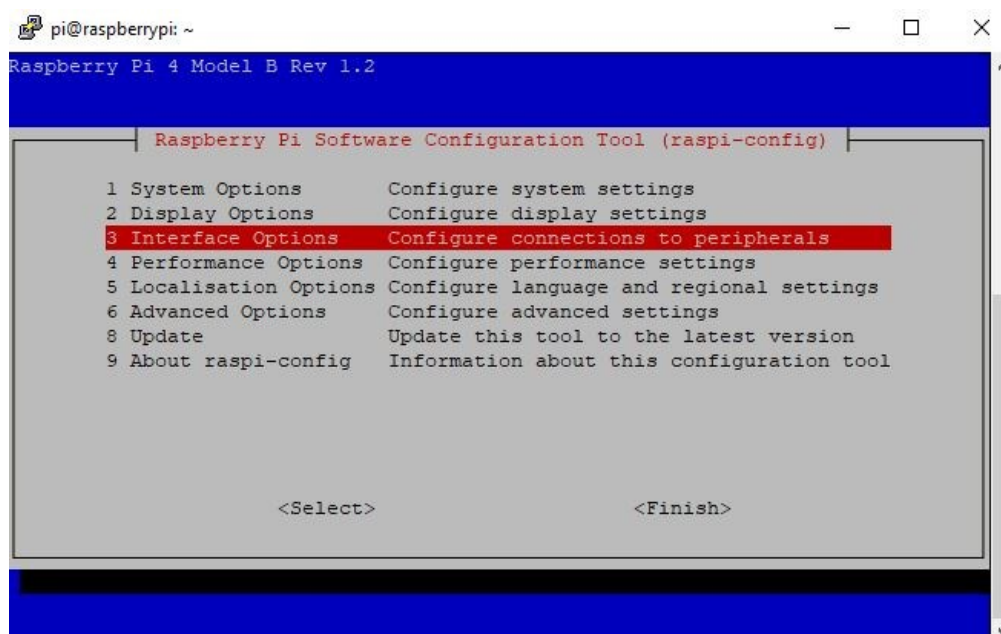 pi@raspberrypi: ~
Raspberry Pi 4 Model B Rev 1.2
Raspberry Pi Software Configuration Tool (raspi-config)
1 System Options Configure system settings
2 Display Options Configure display settings
3 Interface Options Configure connections to peripherals
4 Performance Options Configure performance settings
5 Localisation Options Configure language and regional settings
6 Advanced Options Configure advanced settings
8 Update Update this tool to the latest version
9 About raspi-config Information about this configuration tool
<Select> <Finish>